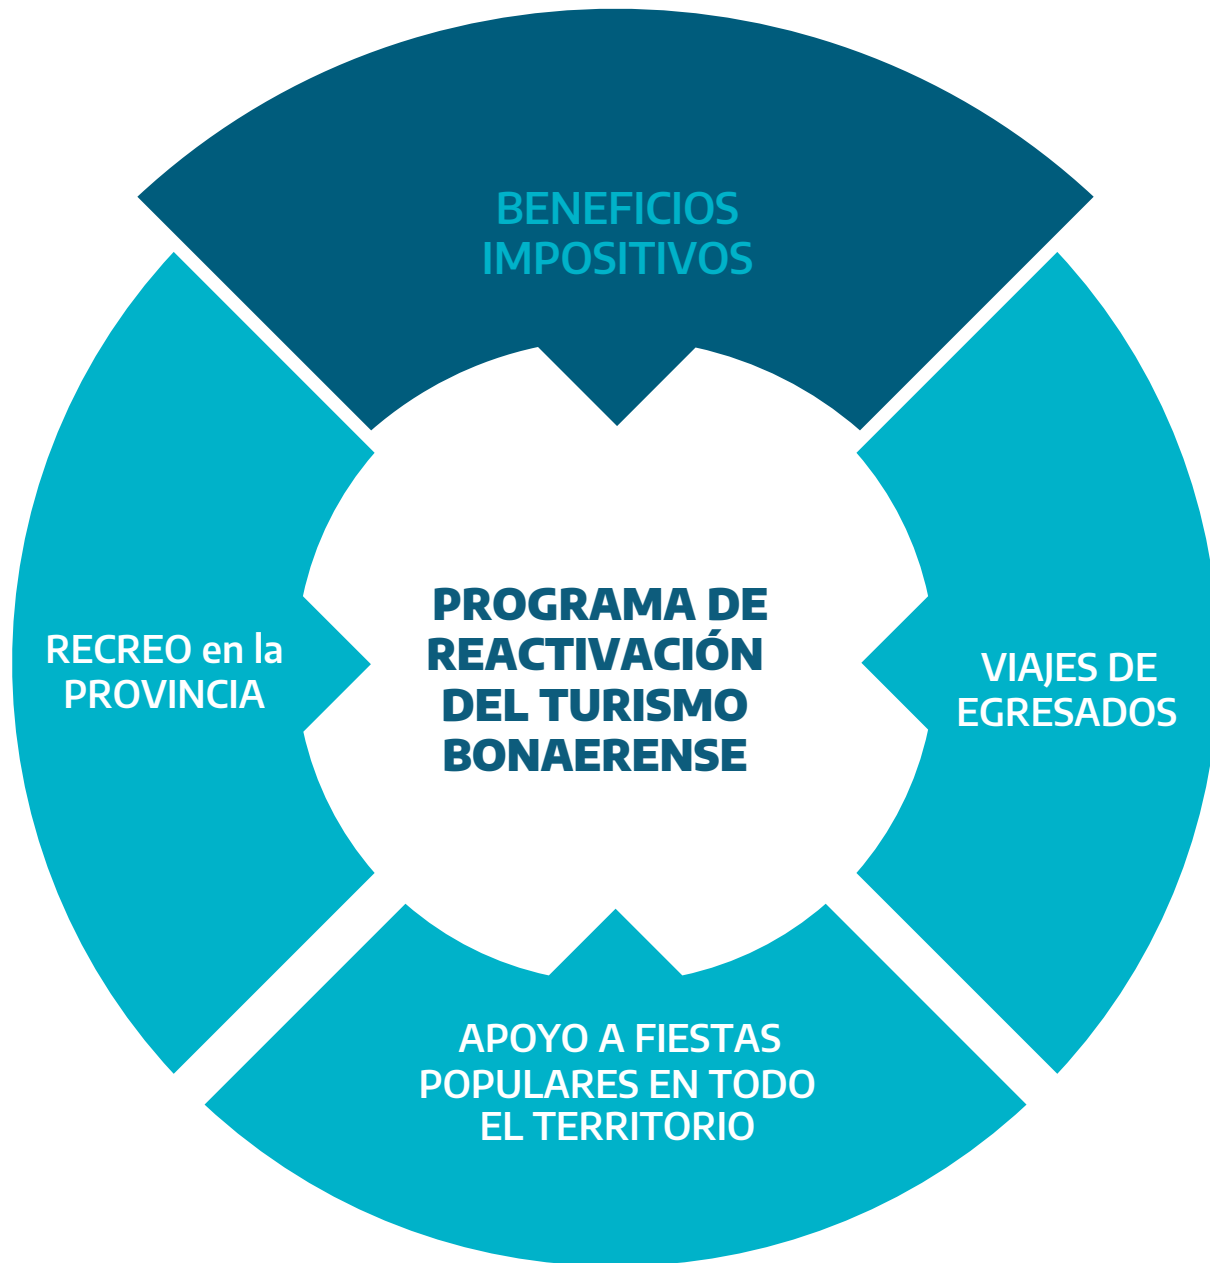 BENEFICIOS
IMPOSITIVOS
RECREO en la
PROVINCIA
PROGRAMA DE
REACTIVACIÓN
DEL TURISMO
BONAERENSE
VIAJES DE
EGRESADOS
APOYO A FIESTAS
POPULARES EN TODO
EL TERRITORIO